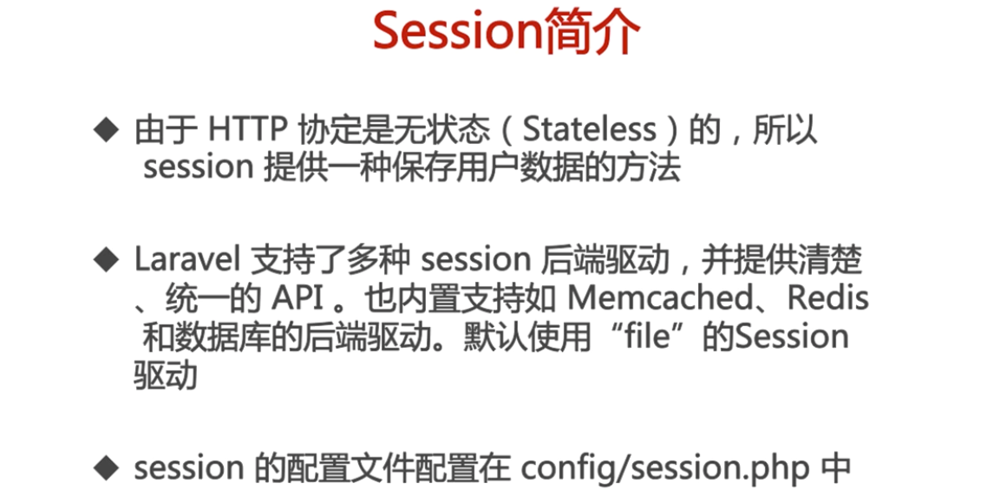 Session简介
◆ 由于 HTTP 协定是无状态（Stateless）的，所以
session 提供一种保存用户数据的方法
◆ Laravel 支持了多种 session 后端驱动，并提供清楚
、统一的 API 。也内置支持如 Memcached、Redis
和数据库的后端驱动。默认使用“file”的Session
驱动
◆ session 的配置文件配置在 config/session.php 中